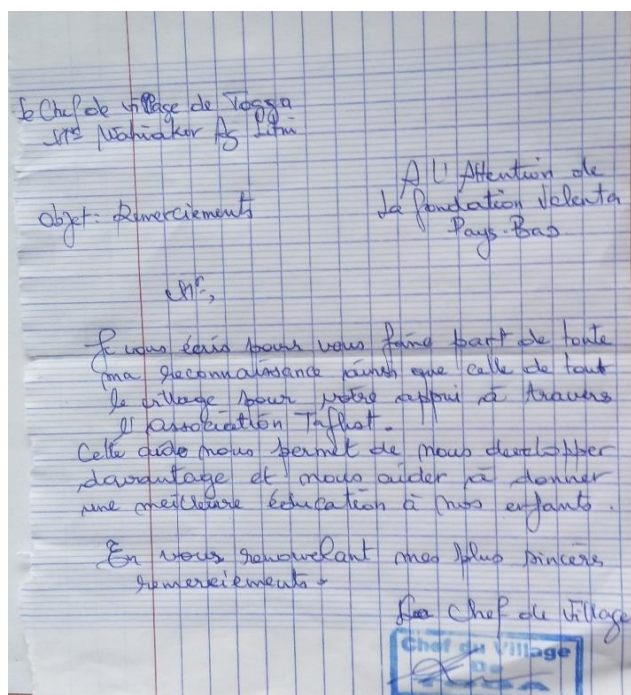 Le Chef de village de Togga
Mr Mohiakor Ag Litni
A L'Attention de
La fondation Jelenta
Pays-Bas
Objet: Remerciements
Mr,
Je vous écris pour vous faire part de toute
ma reconnaissance ainsi que celle de tout
le village pour votre appui à travers
l'association Taflist.
Cette aide nous permet de nous developper
davantage et nous aider à donner
une meilleure éducation à nos enfants.
En vous renouvelant mes plus sincères
remerciements.
Le Chef de Village
Chef du Village
De